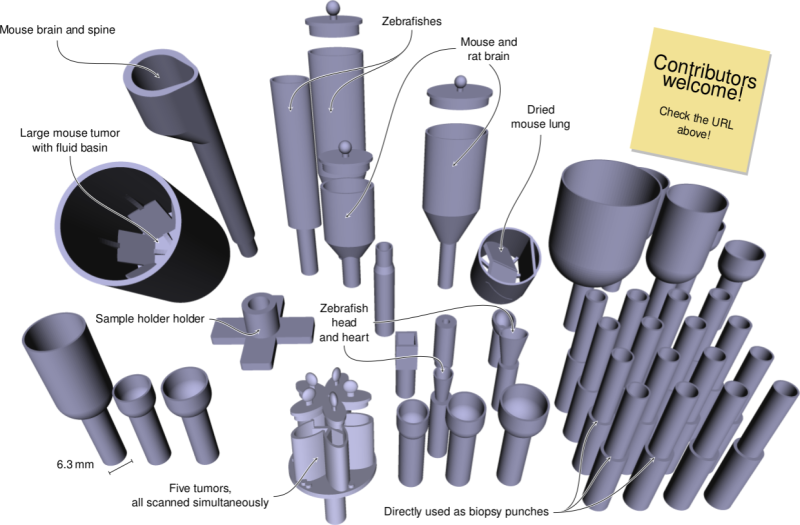 Mouse brain and spine
Zebrafishes
Mouse and
rat brain
Contributors
welcome!
Check the URL
above!
Large mouse tumor
with fluid basin
Dried
mouse lung
Sample holder holder
Zebrafish
head
and heart
6.3 mm
Five tumors,
all scanned simultaneously
Directly used as biopsy punches